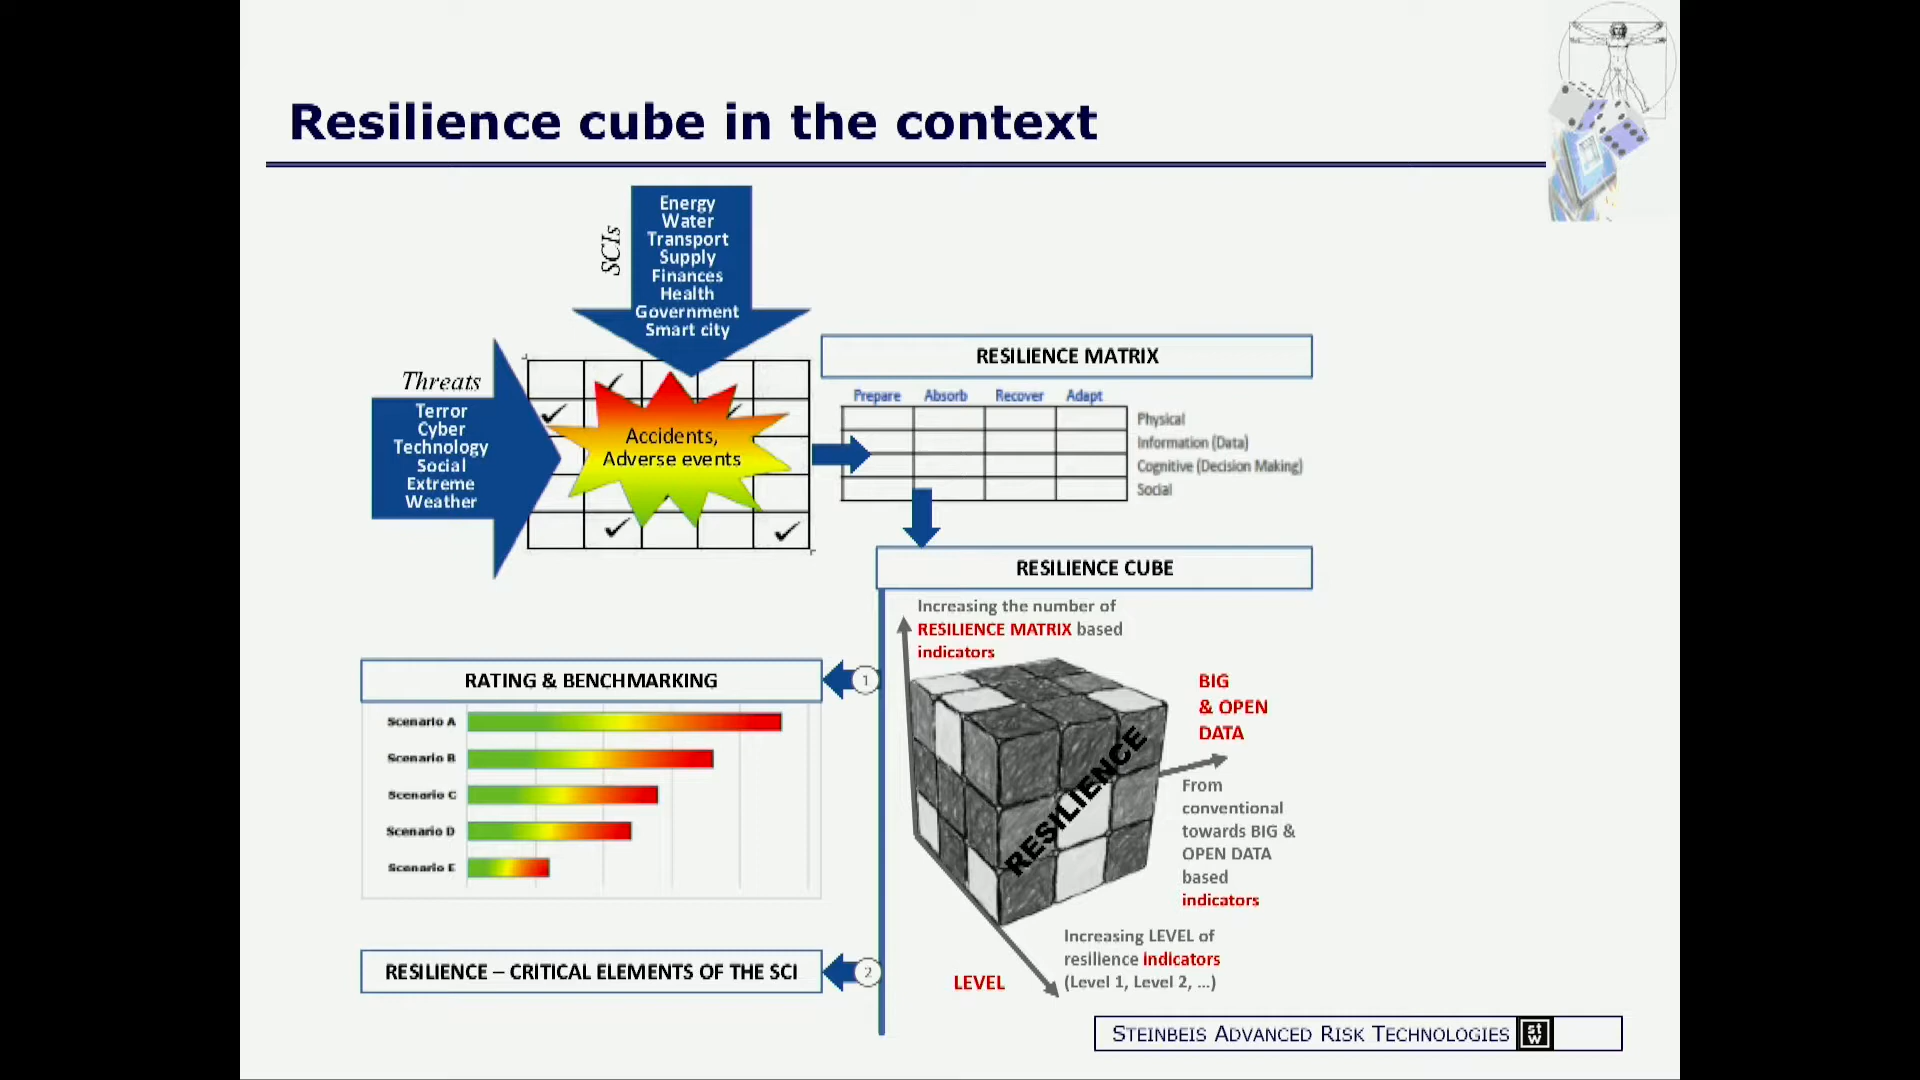 Resilience cube in the context
SCIs
Energy
Water
Transport
Supply
Finances
Health
Government
Smart city
Threats
Terror
Cyber
Technology
Social
Extreme
Weather
Accidents,
Adverse events
RESILIENCE MATRIX
Prepare Absorb Recover Adapt
Physical
Information (Data)
Cognitive (Decision Making)
Social
RESILIENCE CUBE
Increasing the number of
RESILIENCE MATRIX based
indicators
RESILIENCE
BIG
& OPEN
DATA
From
conventional
towards BIG &
OPEN DATA
based
indicators
Increasing LEVEL of
resilience indicators
(Level 1, Level 2, ...)
LEVEL
1
RATING & BENCHMARKING
Scenario A
Scenario B
Scenario C
Scenario D
Scenario E
2
RESILIENCE – CRITICAL ELEMENTS OF THE SCI
STEINBEIS ADVANCED RISK TECHNOLOGIES
st
w